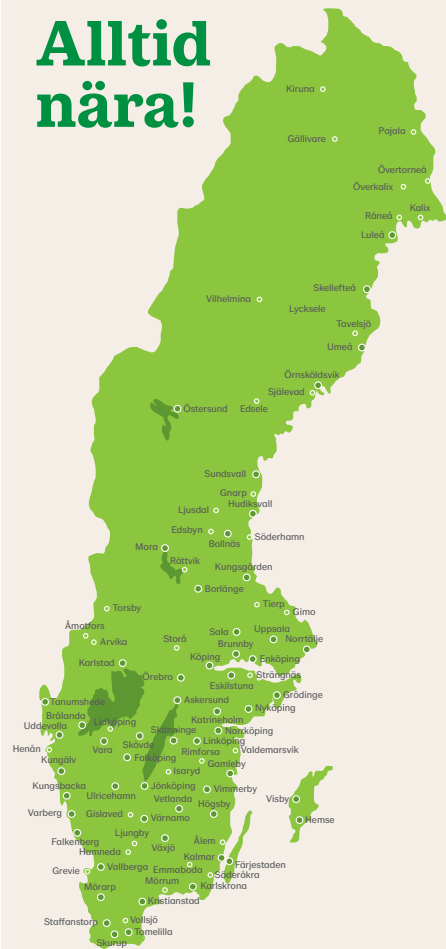 Alltid
nära!
Kiruna
Pajala
Gällivare
Övertorneå
Överkalix
Kalix
Råneå
Luleå
Skellefteå
Vilhelmina
Lycksele
Tavelsjö
Umeå
Örnsköldsvik
Själevad
Östersund
Edsele
Sundsvall
Gnarp
Hudiksvall
Ljusdal
Edsbyn
Söderhamn
Bollnäs
Mora
Rättvik
Kungsgården
Borlänge
Tierp
Torsby
Gimo
Åmotfors
Sala
Uppsala
Storå
Norrtälje
Arvika
Brunnby
Köping
Enköping
Karlstad
Strängnäs
Örebro
Eskilstuna
Grödinge
Tanumshede
Askersund
Nyköping
Brålanda
Katrineholm
Uddevalla
Lidköping
Skänninge
Norrköping
Linköping
Skövde
Henån
Vara
Rimforsa
Valdemarsvik
Kungälv
Falköping
Gamleby
Isaryd
Kungsbacka
Jönköping
Vimmerby
Ulricehamn
Vetlanda
Visby
Högsby
Varberg
Gislaved
Värnamo
Hemse
Ljungby
Falkenberg
Växjö
Ålem
Hamneda
Kalmar
Färjestaden
Grevie
Vallberga
Emmaboda
Söderåkra
Mörarp
Mörrum
Karlskrona
Kristianstad
Staffanstorp
Vollsjö
Tomelilla
Skurup